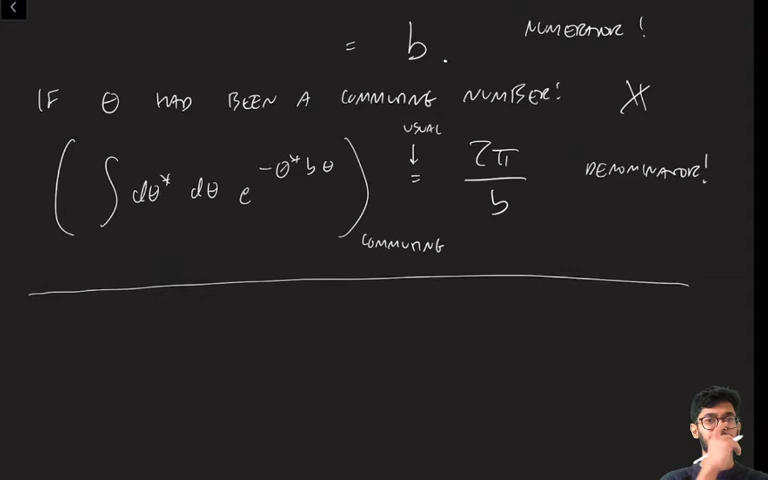 = b. NUMERATOR!
IF θ HAD BEEN A COMMUTING NUMBER! X
USUAL
↓
( ∫ dθ* dθ e^{-θ* b θ} ) = 2π / b DENOMINATOR!
COMMUTING